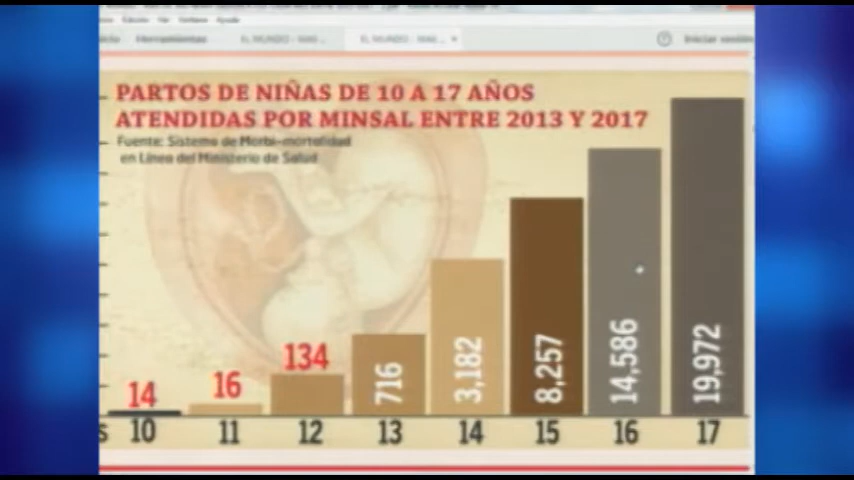 Herramientas
EL MUNDO - MAR ...
EL MUNDO - MAR ... ×
Iniciar sesión
PARTOS DE NIÑAS DE 10 A 17 AÑOS
ATENDIDAS POR MINSAL ENTRE 2013 Y 2017
Fuente: Sistema de Morbi-mortalidad
en Línea del Ministerio de Salud
14 16 134 716 3,182 8,257 14,586 19,972
s 10 11 12 13 14 15 16 17